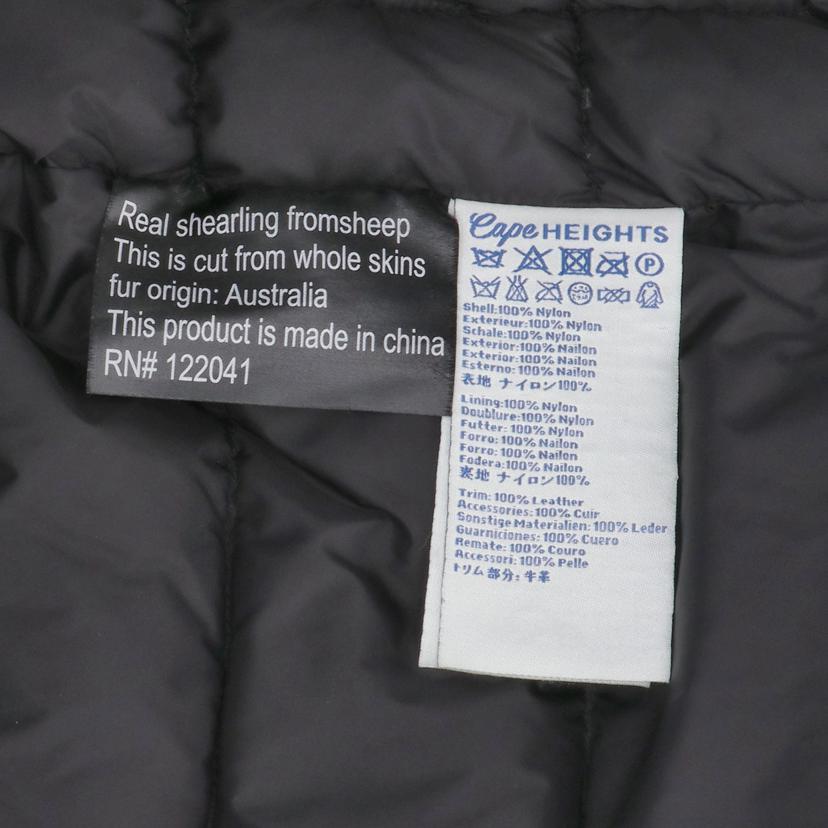 Real shearling fromsheep
This is cut from whole skins
fur origin: Australia
This product is made in china
RN# 122041
Cape HEIGHTS
P
Shell:100% Nylon
Exterieur:100% Nylon
Schale:100% Nylon
Exterior:100% Nailon
Exterior:100% Nailon
Esterno:100% Nailon
表地 ナイロン100%
Lining:100% Nylon
Doublure:100% Nylon
Futter:100% Nylon
Forro:100% Nailon
Forro:100% Nailon
Fodera:100% Nailon
裏地 ナイロン100%
Trim:100% Leather
Accessories:100% Cuir
Sonstige Materialien:100% Leder
Guarniciones:100% Cuero
Remate:100% Couro
Accessori:100% Pelle
トリム部分:牛革